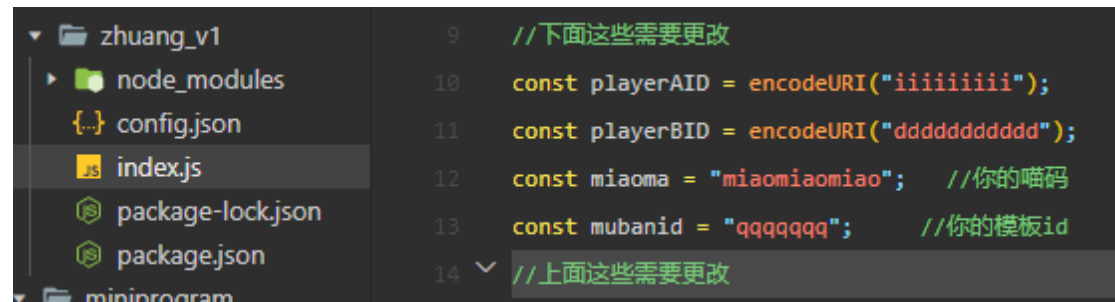 zhuang_v1
node_modules
{..} config.json
JS index.js
package-lock.json
package.json
miniprogram
9 //下面这些需要更改
10 const playerAID = encodeURI("iiiiiiiii");
11 const playerBID = encodeURI("ddddddddddd");
12 const miaoma = "miaomiaomiao"; //你的喵码
13 const mubanid = "qqqqqqq"; //你的模板id
14 //上面这些需要更改